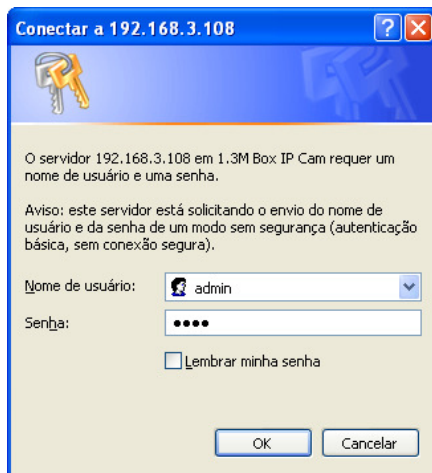 Conectar a 192.168.3.108
O servidor 192.168.3.108 em 1.3M Box IP Cam requer um
nome de usuário e uma senha.
Aviso: este servidor está solicitando o envio do nome de
usuário e da senha de um modo sem segurança (autenticação
básica, sem conexão segura).
Nome de usuário: admin
Senha: ••••
Lembrar minha senha
OK Cancelar